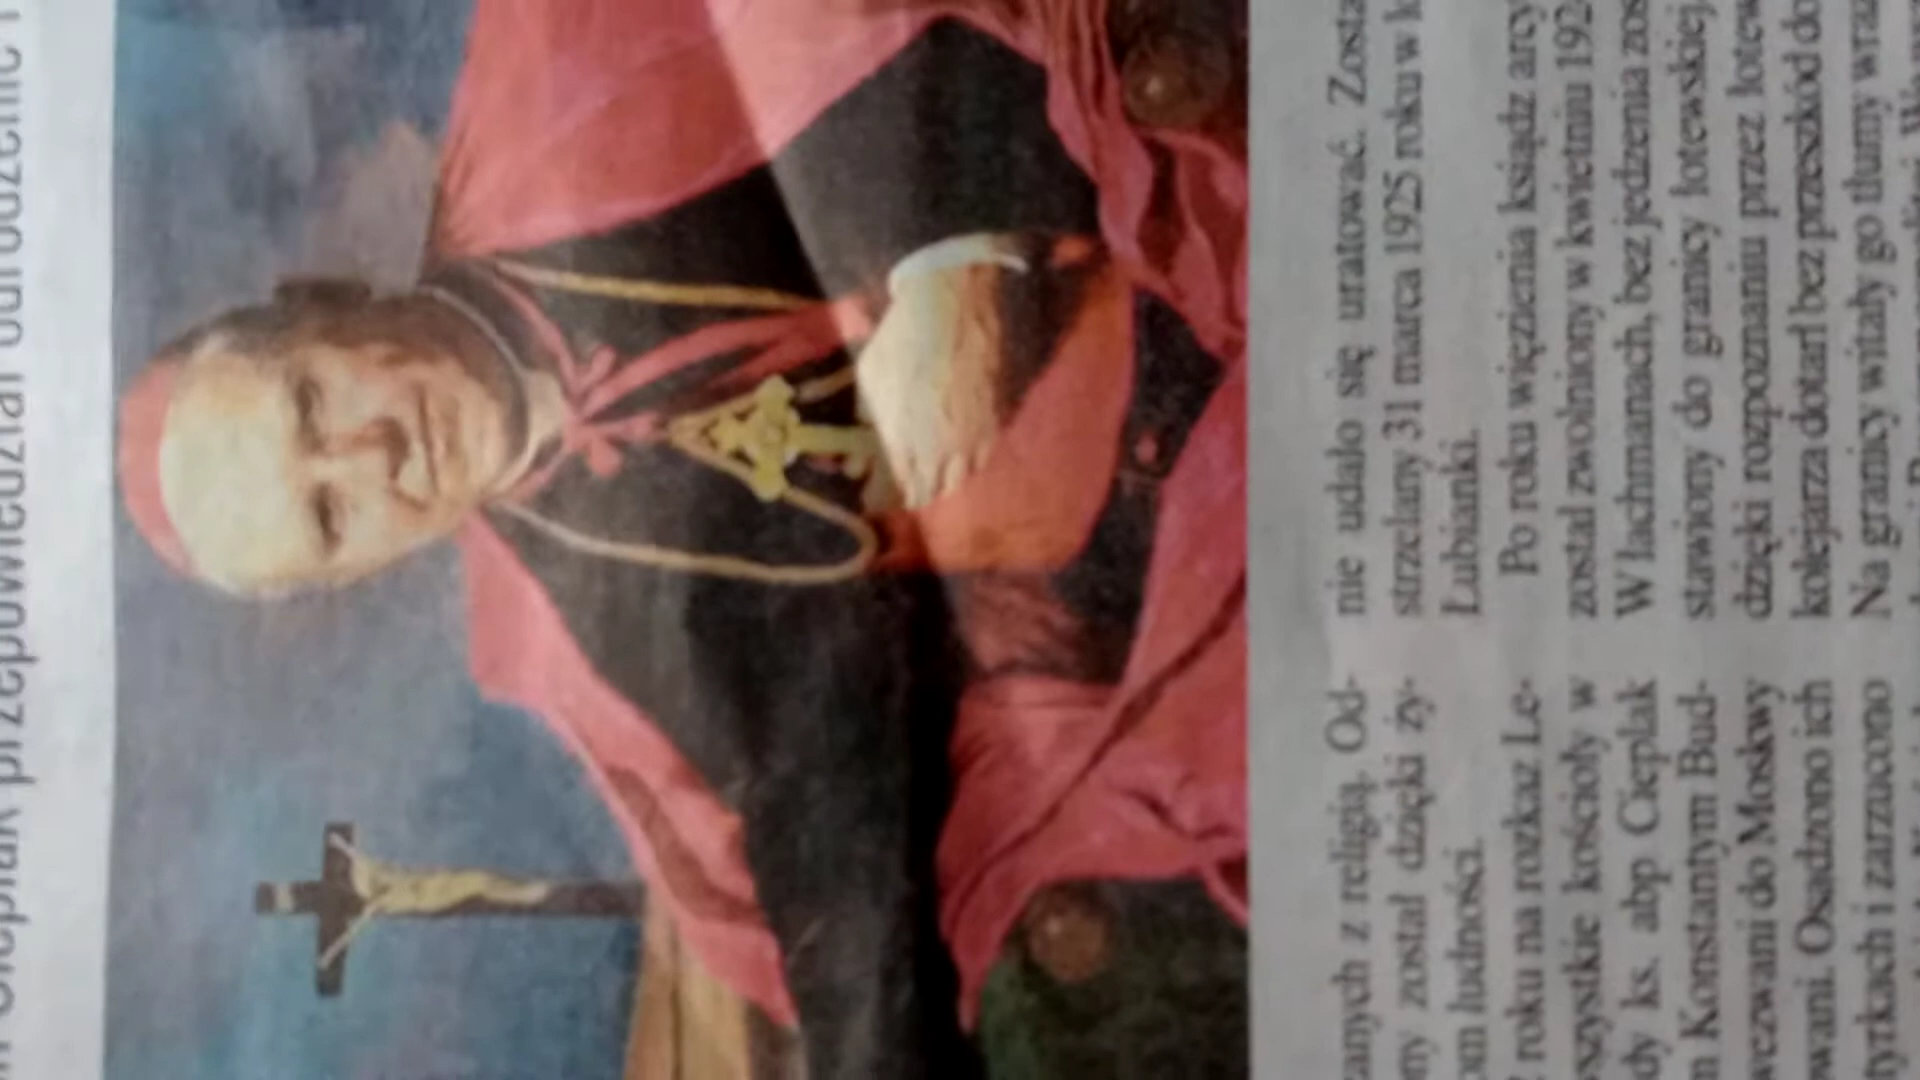 Cieplak przepowiedział odrodzenie
zanych z religią. Od-
ny został dzięki ży-
om ludności.
roku na rozkaz Le-
szystkie kościoły w
dy ks. abp Cieplak
m Konstantym Bud-
wezwani do Moskwy
wani. Osadzono ich
tyrkach i zarzucono
nie udało się uratować. Zosta
strzelany 31 marca 1925 roku w k
Łubianki.
Po roku więzienia ksiądz arcy
został zwolniony w kwietniu 192
W łachmanach, bez jedzenia zos
stawiony do granicy łotewskiej,
dzięki rozpoznaniu przez łotew
kolejarza dotarł bez przeszkód do
Na granicy witały go tłumy wraz